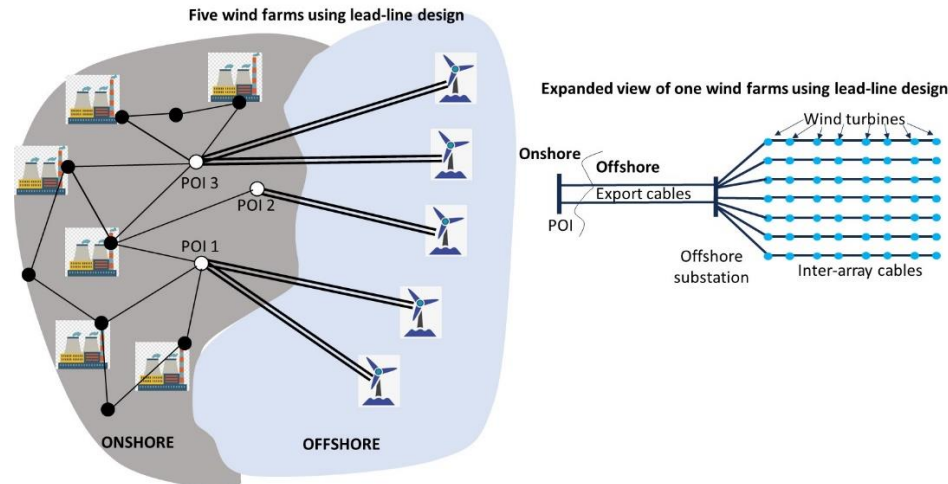 Five wind farms using lead-line design
POI 3
POI 2
POI 1
ONSHORE
OFFSHORE
Expanded view of one wind farms using lead-line design
Wind turbines
Onshore
Offshore
Export cables
POI
Offshore
substation
Inter-array cables